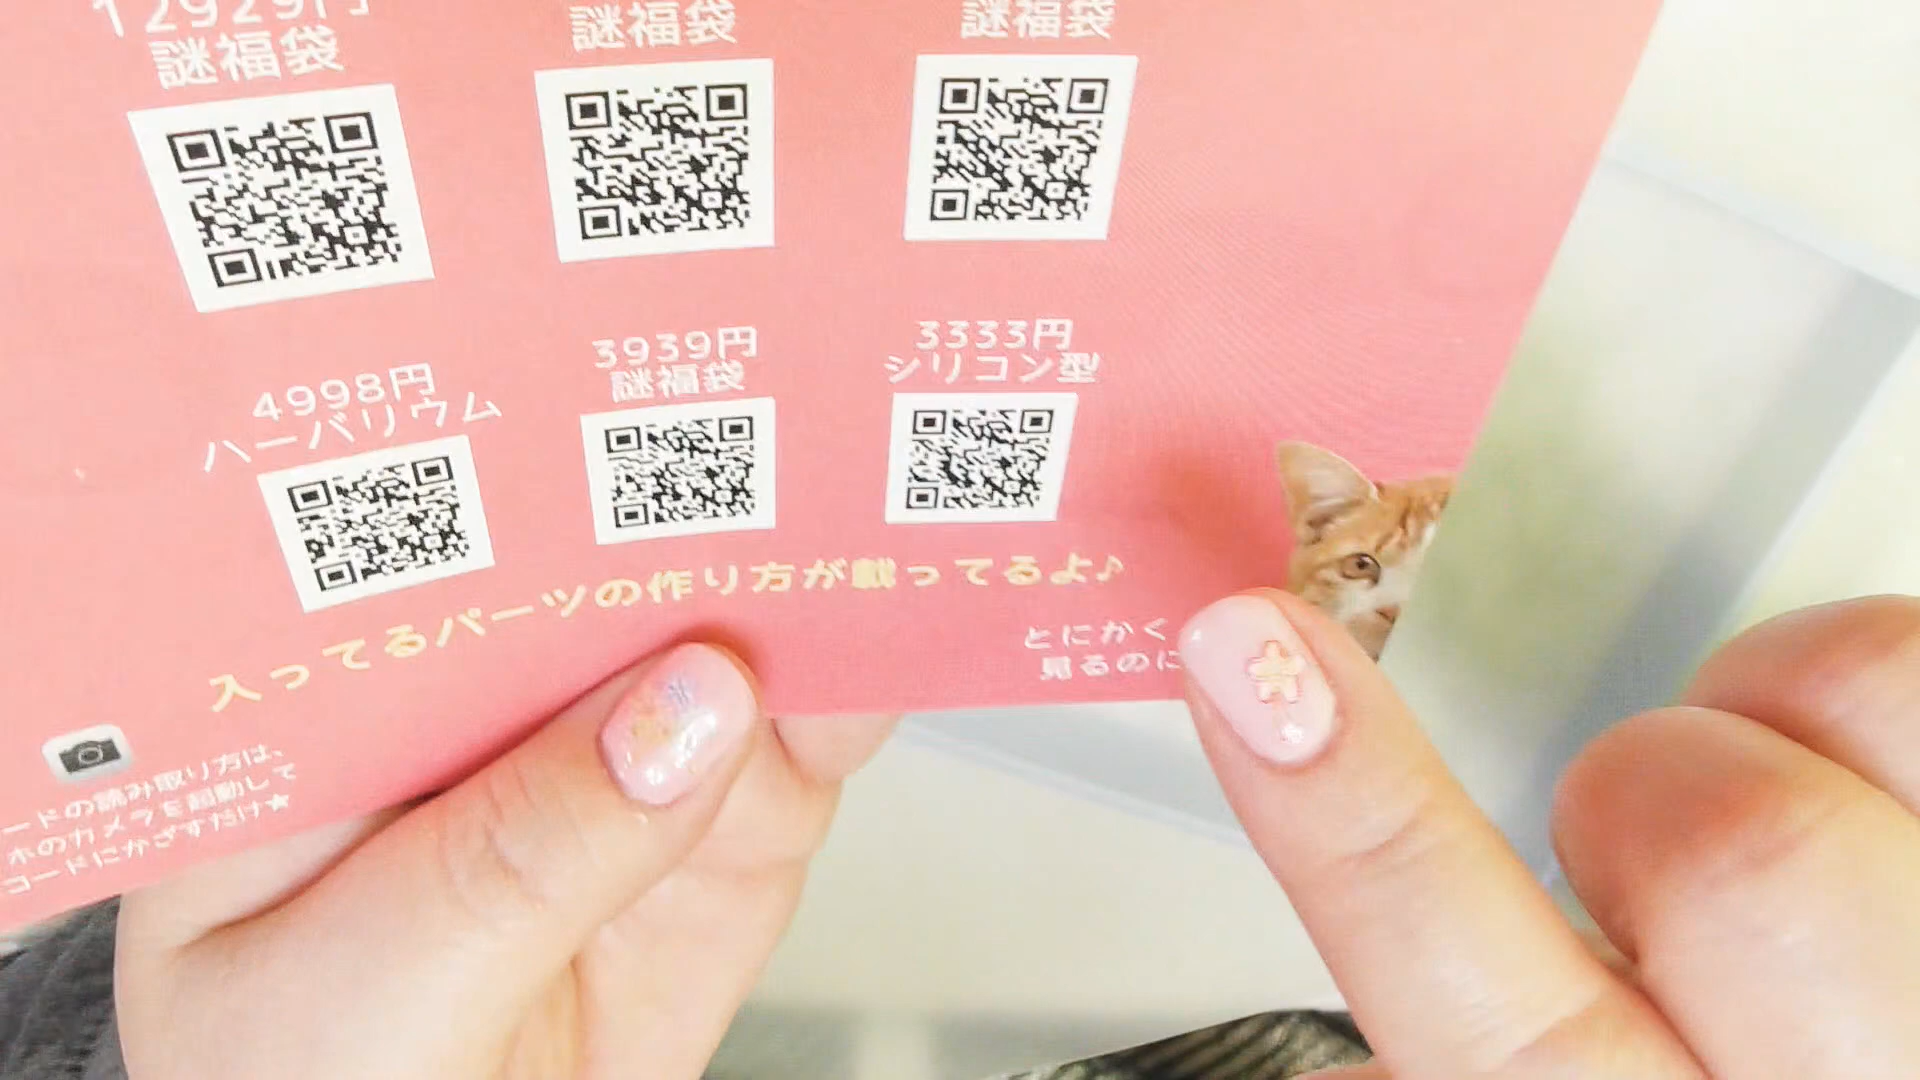 12929円
謎福袋
謎福袋
謎福袋
4998円
ハーバリウム
3939円
謎福袋
3333円
シリコン型
入ってるパーツの作り方が載ってるよ♪
とにかく
見るのに
ードの読み取り方は、
ホのカメラを起動して
コードにかざすだけ★